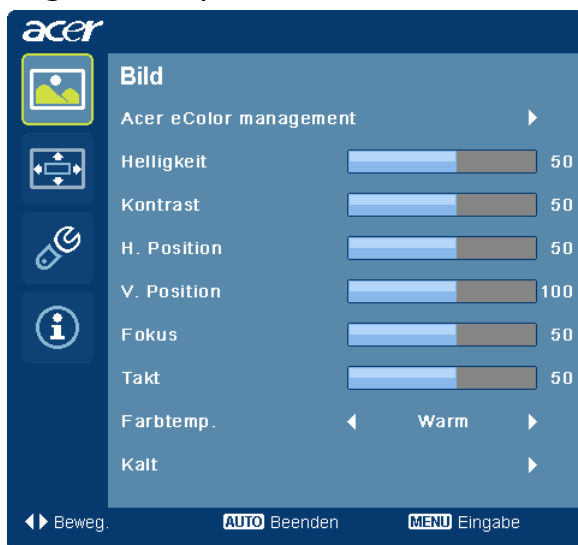 acer
Bild
Acer eColor management
Helligkeit 50
Kontrast 50
H. Position 50
V. Position 100
Fokus 50
Takt 50
Farbtemp. Warm
Kalt
Beweg. AUTO Beenden MENU Eingabe